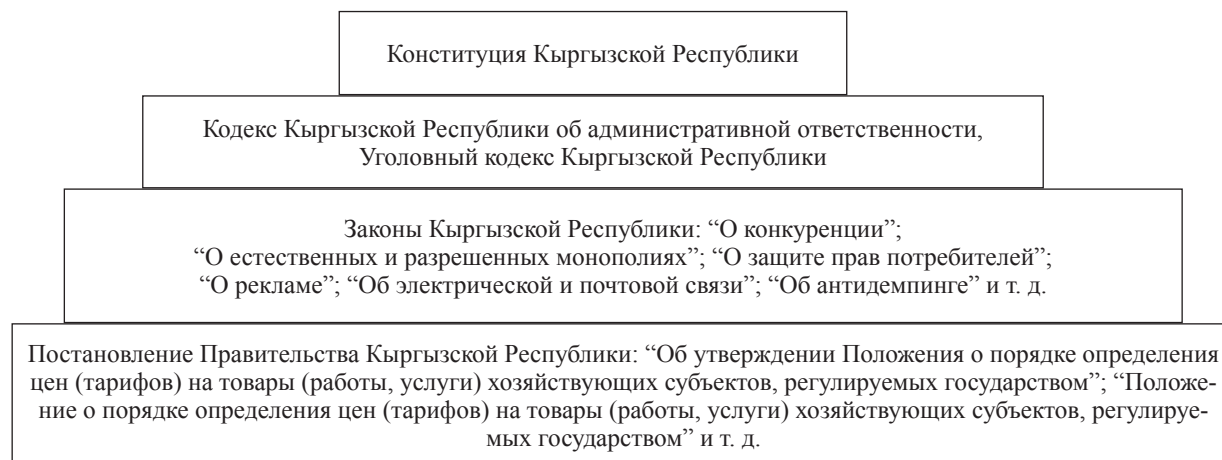 Конституция Кыргызской Республики
Кодекс Кыргызской Республики об административной ответственности,
Уголовный кодекс Кыргызской Республики
Законы Кыргызской Республики: “О конкуренции”;
“О естественных и разрешенных монополиях”; “О защите прав потребителей”;
“О рекламе”; “Об электрической и почтовой связи”; “Об антидемпинге” и т. д.
Постановление Правительства Кыргызской Республики: “Об утверждении Положения о порядке определения
цен (тарифов) на товары (работы, услуги) хозяйствующих субъектов, регулируемых государством”; “Положе-
ние о порядке определения цен (тарифов) на товары (работы, услуги) хозяйствующих субъектов, регулируе-
мых государством” и т. д.